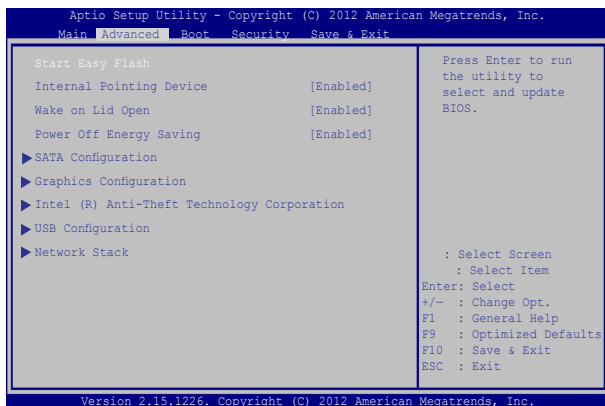 Aptio Setup Utility - Copyright (C) 2012 American Megatrends, Inc.
Main Advanced Boot Security Save & Exit
Start Easy Flash
Internal Pointing Device [Enabled]
Wake on Lid Open [Enabled]
Power Off Energy Saving [Enabled]
SATA Configuration
Graphics Configuration
Intel (R) Anti-Theft Technology Corporation
USB Configuration
Network Stack
Press Enter to run
the utility to
select and update
BIOS.
: Select Screen
: Select Item
Enter: Select
+/— : Change Opt.
F1 : General Help
F9 : Optimized Defaults
F10 : Save & Exit
ESC : Exit
Version 2.15.1226. Copyright (C) 2012 American Megatrends, Inc.